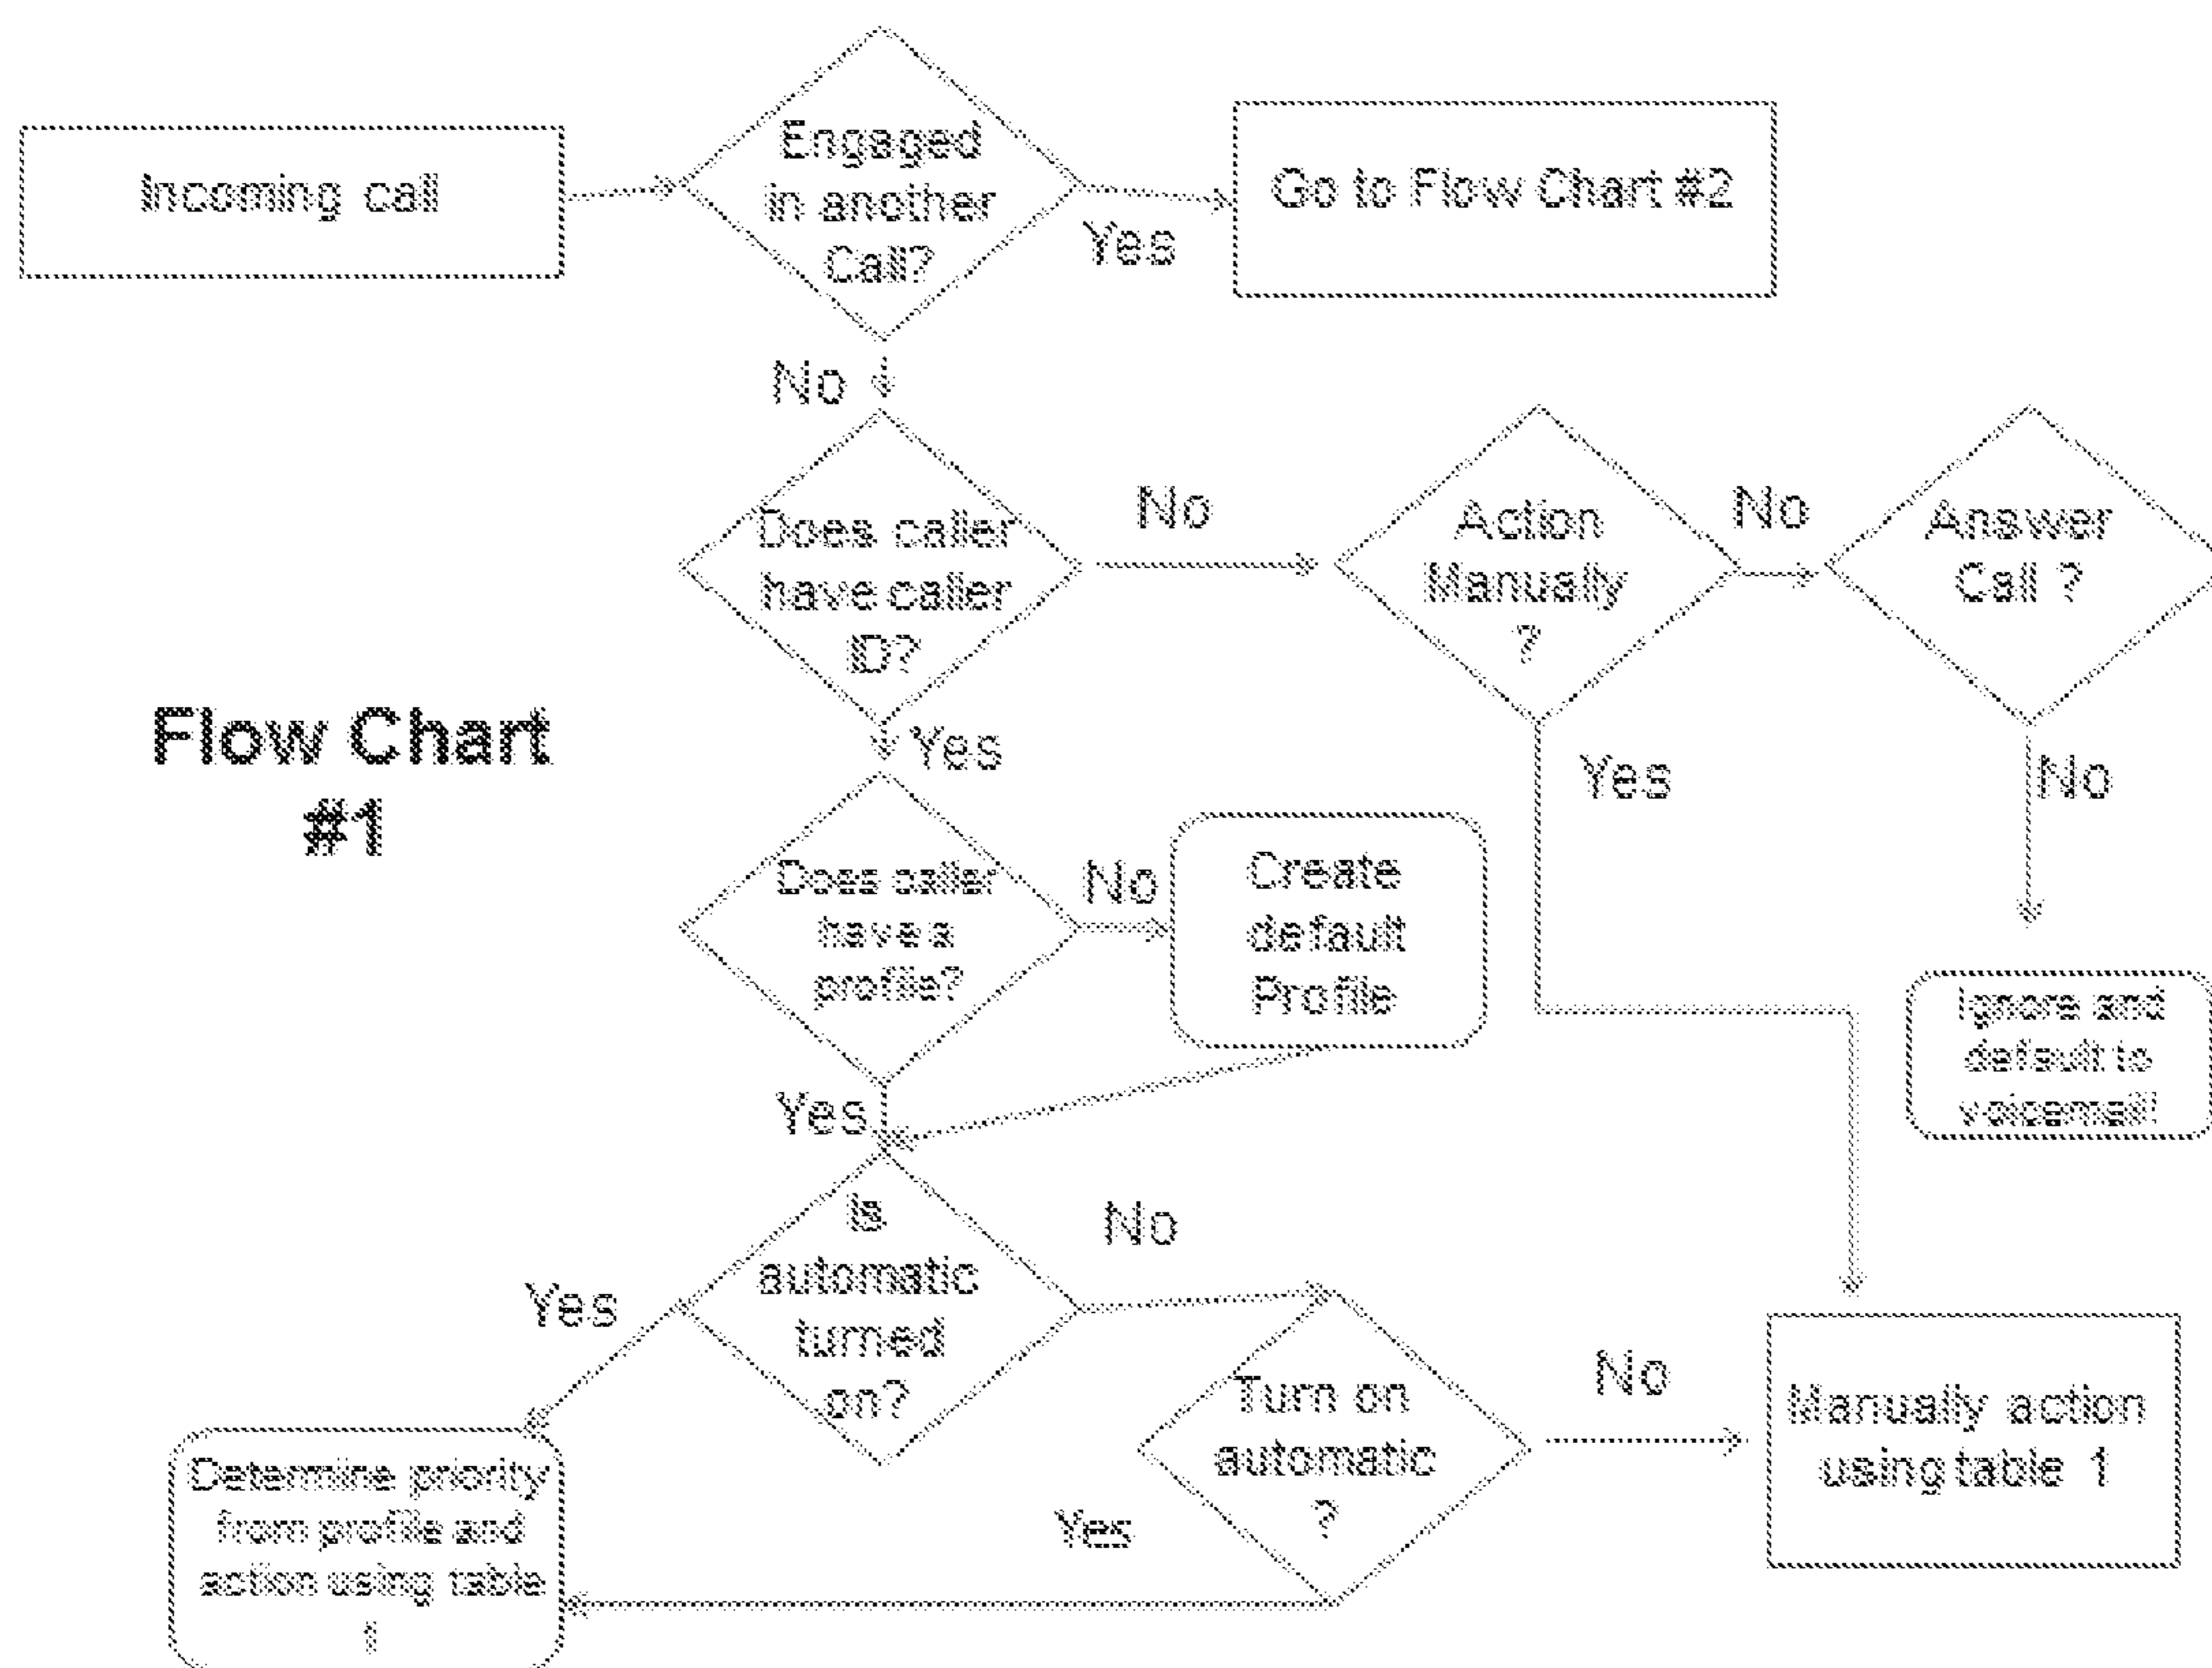 Incoming call
Engaged
in another
Call?
Yes
Go to Flow Chart #2
No
Does caller
have caller
ID?
No
Action
Manually
?
No
Answer
Call ?
Yes
Yes
No
Flow Chart
#1
Does caller
have a
profile?
No
Create
default
Profile
Ignore and
default to
voicemail
Yes
Is
automatic
turned
on?
No
Yes
Turn on
automatic
?
No
Manually action
using table 1
Yes
Determine priority
from profile and
action using table
1